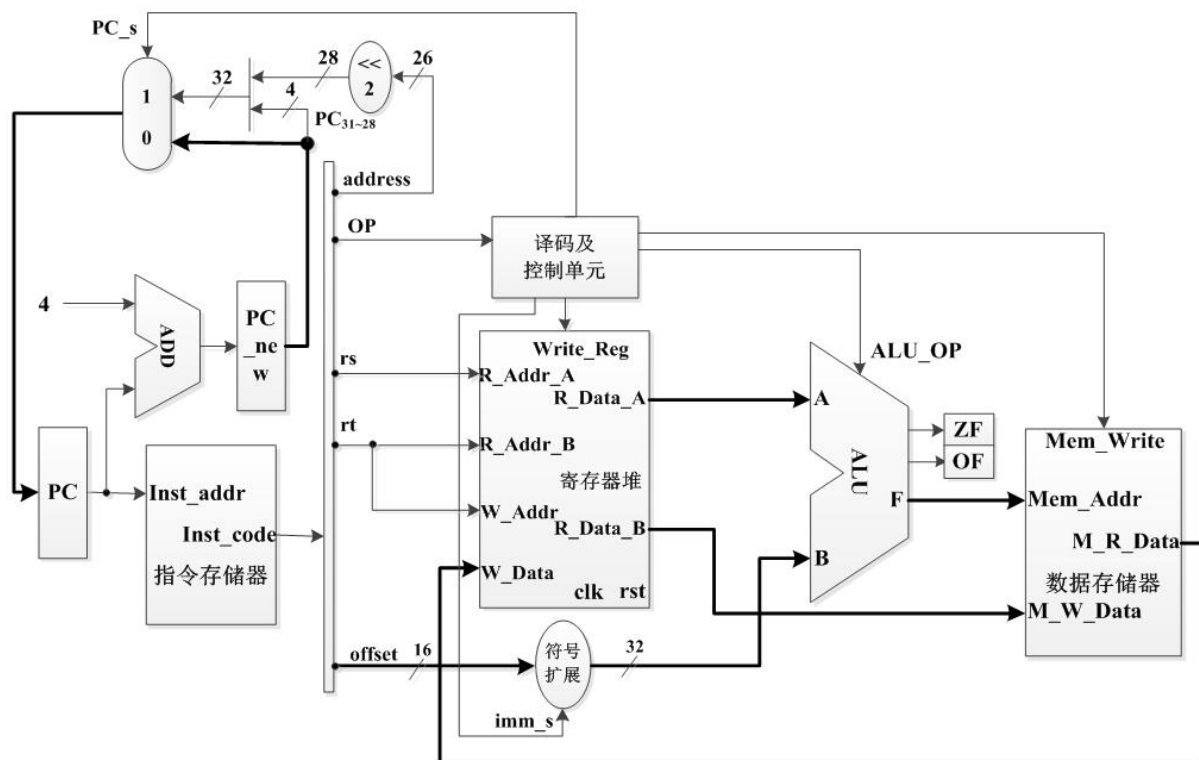 PC_s
28
<<
2
26
32
1
0
4
PC31~28
address
OP
译码及
控制单元
4
ADD
PC
_ne
w
Write_Reg
rs
R_Addr_A
R_Data_A
ALU_OP
A
rt
R_Addr_B
寄存器堆
ALU
ZF
OF
Mem_Write
PC
Inst_addr
Inst_code
指令存储器
W_Addr
R_Data_B
F
Mem_Addr
M_R_Data
数据存储器
W_Data
clk rst
B
M_W_Data
offset
16
符号
扩展
32
imm_s